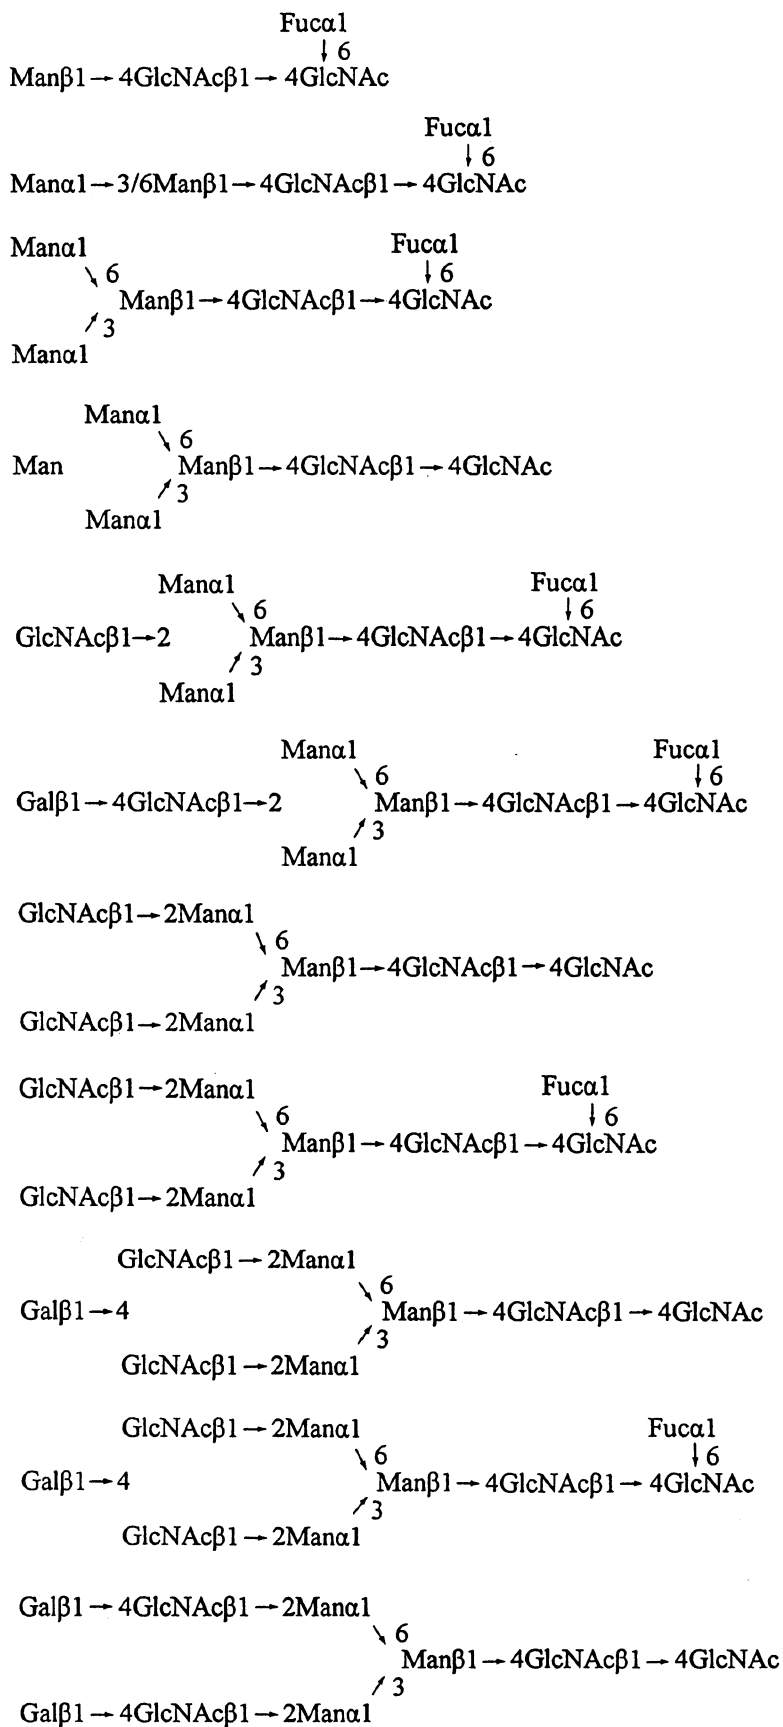 Fucα1
↓ 6
Manβ1→4GlcNAcβ1→4GlcNAc
Fucα1
↓ 6
Manα1→3/6Manβ1→4GlcNAcβ1→4GlcNAc
Manα1 Fucα1
↘ 6 ↓ 6
Manβ1→4GlcNAcβ1→4GlcNAc
↗ 3
Manα1
Manα1
↘ 6
Man Manβ1→4GlcNAcβ1→4GlcNAc
↗ 3
Manα1
Manα1 Fucα1
↘ 6 ↓ 6
GlcNAcβ1→2 Manβ1→4GlcNAcβ1→4GlcNAc
↗ 3
Manα1
Manα1 Fucα1
↘ 6 ↓ 6
Galβ1→4GlcNAcβ1→2 Manβ1→4GlcNAcβ1→4GlcNAc
↗ 3
Manα1
GlcNAcβ1→2Manα1
↘ 6
Manβ1→4GlcNAcβ1→4GlcNAc
↗ 3
GlcNAcβ1→2Manα1
GlcNAcβ1→2Manα1 Fucα1
↘ 6 ↓ 6
Manβ1→4GlcNAcβ1→4GlcNAc
↗ 3
GlcNAcβ1→2Manα1
GlcNAcβ1→2Manα1
↘ 6
Galβ1→4 Manβ1→4GlcNAcβ1→4GlcNAc
↗ 3
GlcNAcβ1→2Manα1
GlcNAcβ1→2Manα1 Fucα1
↘ 6 ↓ 6
Galβ1→4 Manβ1→4GlcNAcβ1→4GlcNAc
↗ 3
GlcNAcβ1→2Manα1
Galβ1→4GlcNAcβ1→2Manα1
↘ 6
Manβ1→4GlcNAcβ1→4GlcNAc
↗ 3
Galβ1→4GlcNAcβ1→2Manα1